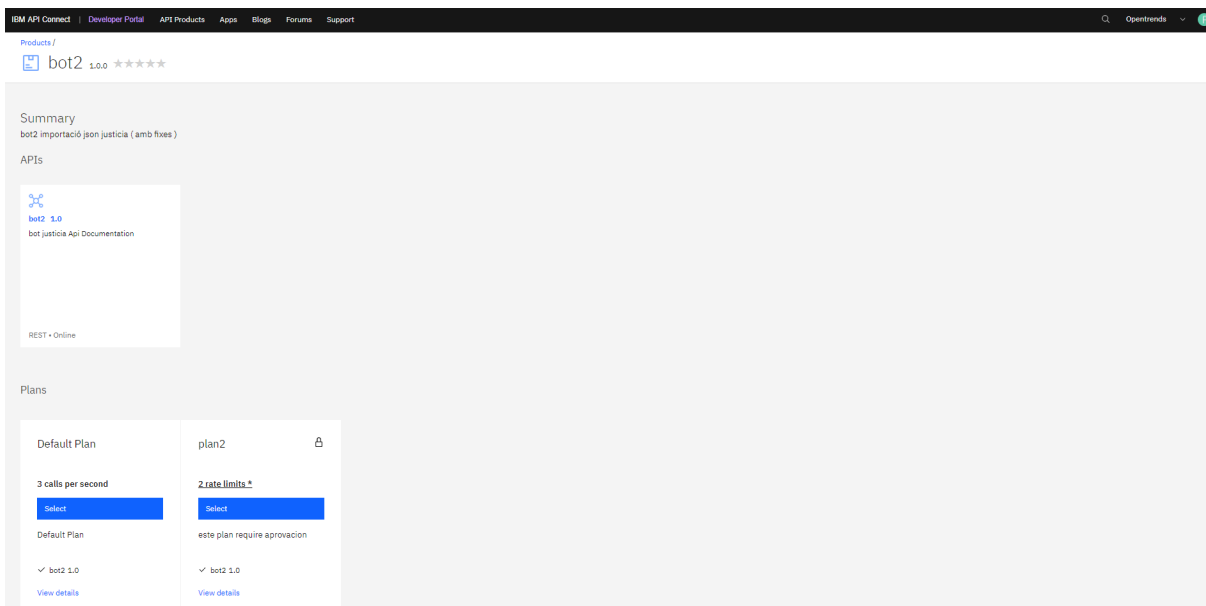 IBM API Connect | Developer Portal API Products Apps Blogs Forums Support Opentrends
Products /
bot2 1.0.0
Summary
bot2 importació json justicia ( amb fixes )
APIs
bot2 1.0
bot justicia Api Documentation
REST • Online
Plans
Default Plan plan2
3 calls per second 2 rate limits *
Select Select
Default Plan este plan require aprovacion
bot2 1.0 bot2 1.0
View details View details